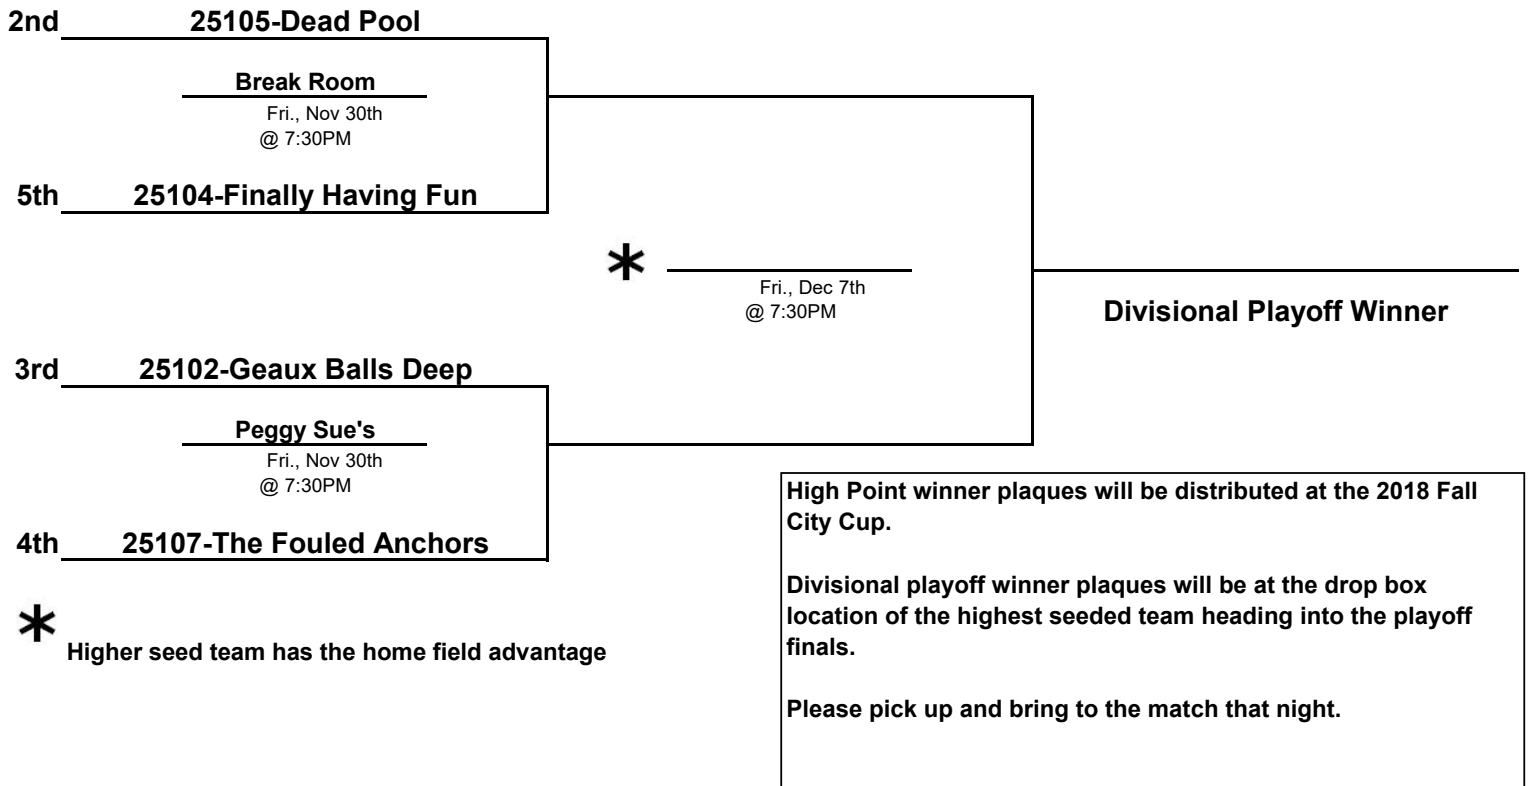 2nd 25105-Dead Pool
Break Room
Fri., Nov 30th
@ 7:30PM
5th 25104-Finally Having Fun
*
Fri., Dec 7th
@ 7:30PM
Divisional Playoff Winner
3rd 25102-Geaux Balls Deep
Peggy Sue's
Fri., Nov 30th
@ 7:30PM
4th 25107-The Fouled Anchors
* Higher seed team has the home field advantage
High Point winner plaques will be distributed at the 2018 Fall
City Cup.
Divisional playoff winner plaques will be at the drop box
location of the highest seeded team heading into the playoff
finals.
Please pick up and bring to the match that night.